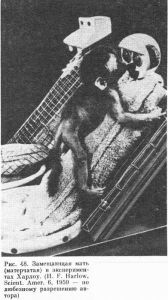 Рис. 48. Замещающая мать
(матерчатая) в эксперимен-
тах Харлоу. (H. F. Harlow,
Scient. Amer. 6, 1959 — по
любезному разрешению ав-
тора)